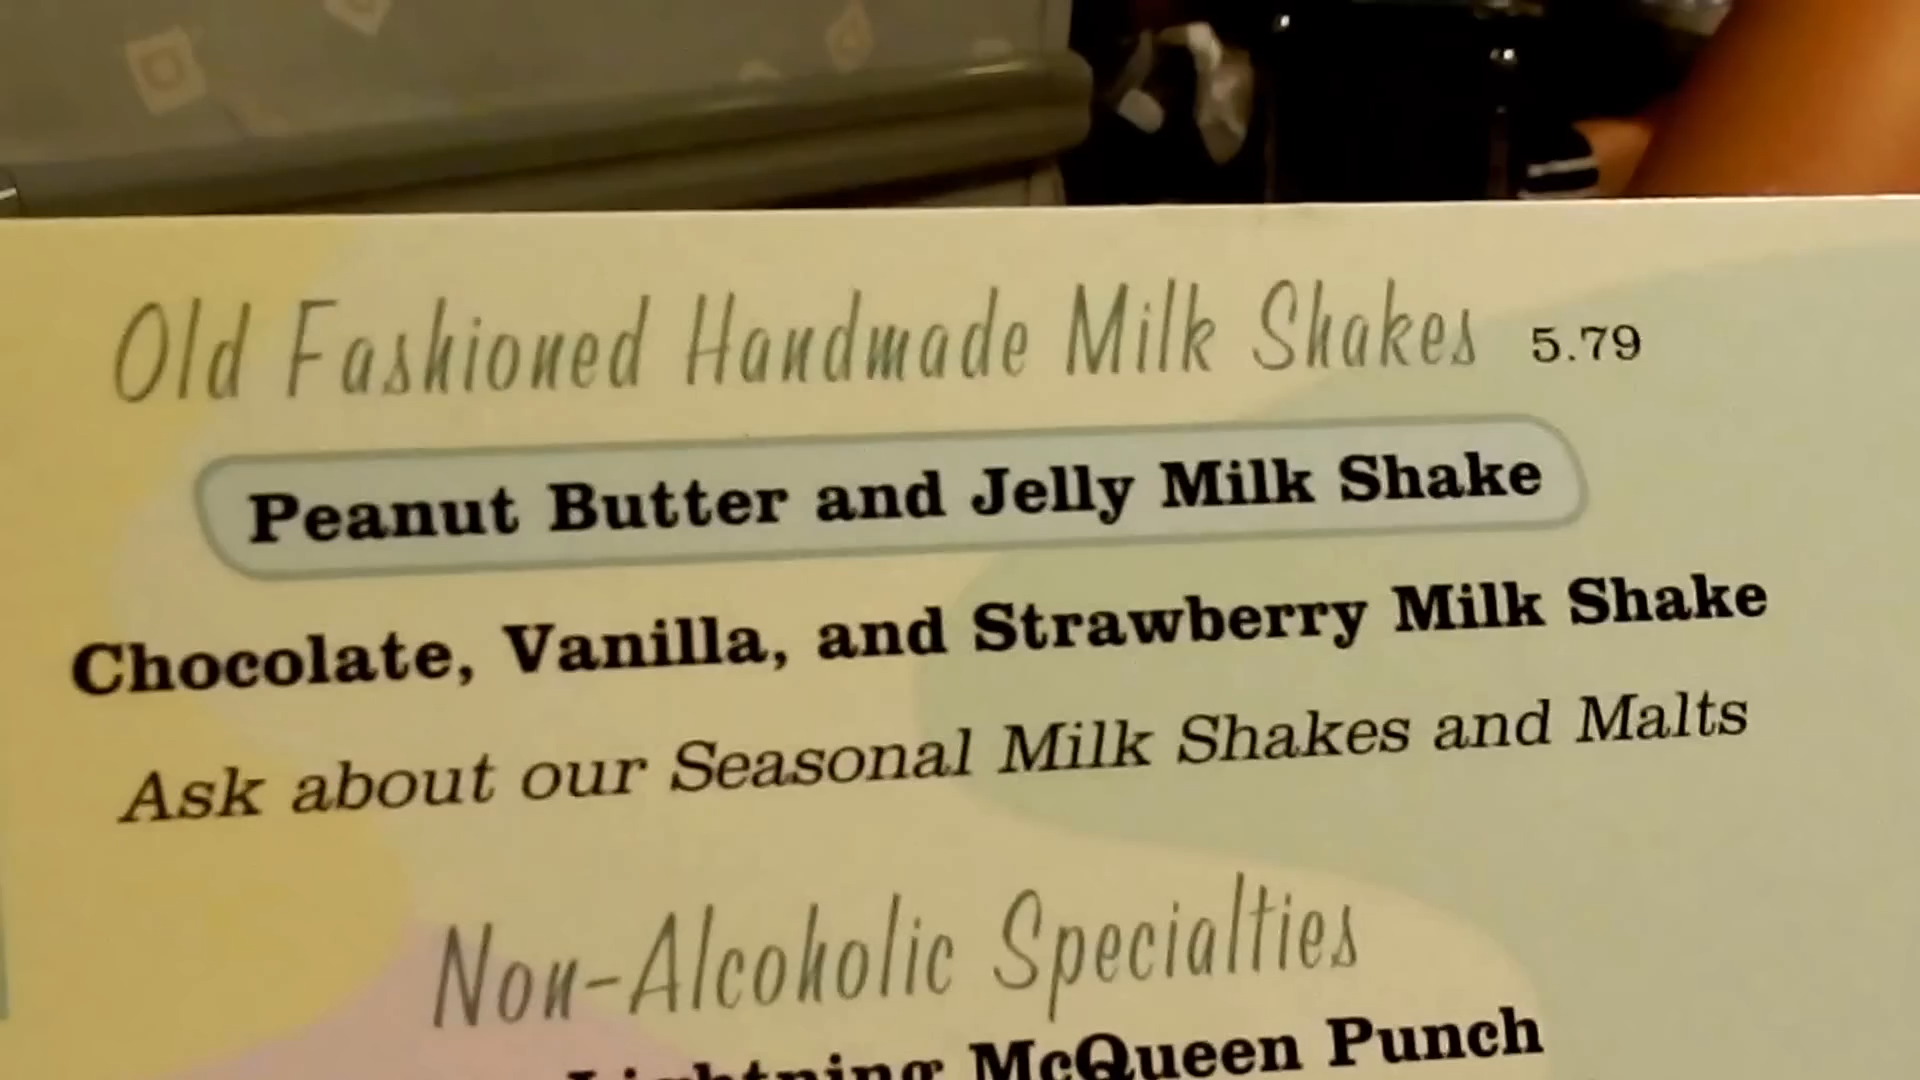 Old Fashioned Handmade Milk Shakes 5.79
Peanut Butter and Jelly Milk Shake
Chocolate, Vanilla, and Strawberry Milk Shake
Ask about our Seasonal Milk Shakes and Malts
Non-Alcoholic Specialties
Lightning McQueen Punch